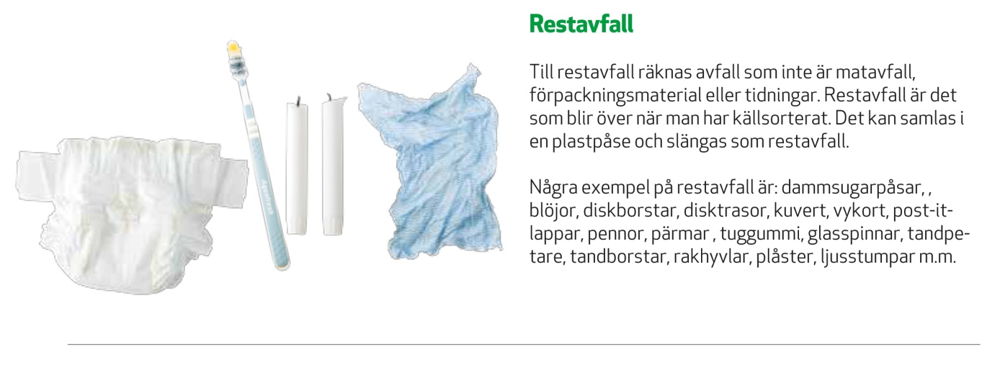 Restavfall
Till restavfall räknas avfall som inte är matavfall,
förpackningsmaterial eller tidningar. Restavfall är det
som blir över när man har källsorterat. Det kan samlas i
en plastpåse och slängas som restavfall.
Några exempel på restavfall är: dammsugarpåsar, ,
blöjor, diskborstar, disktrasor, kuvert, vykort, post-it-
lappar, pennor, pärmar , tuggummi, glasspinnar, tandpe-
tare, tandborstar, rakhyvlar, plåster, ljusstumpar m.m.